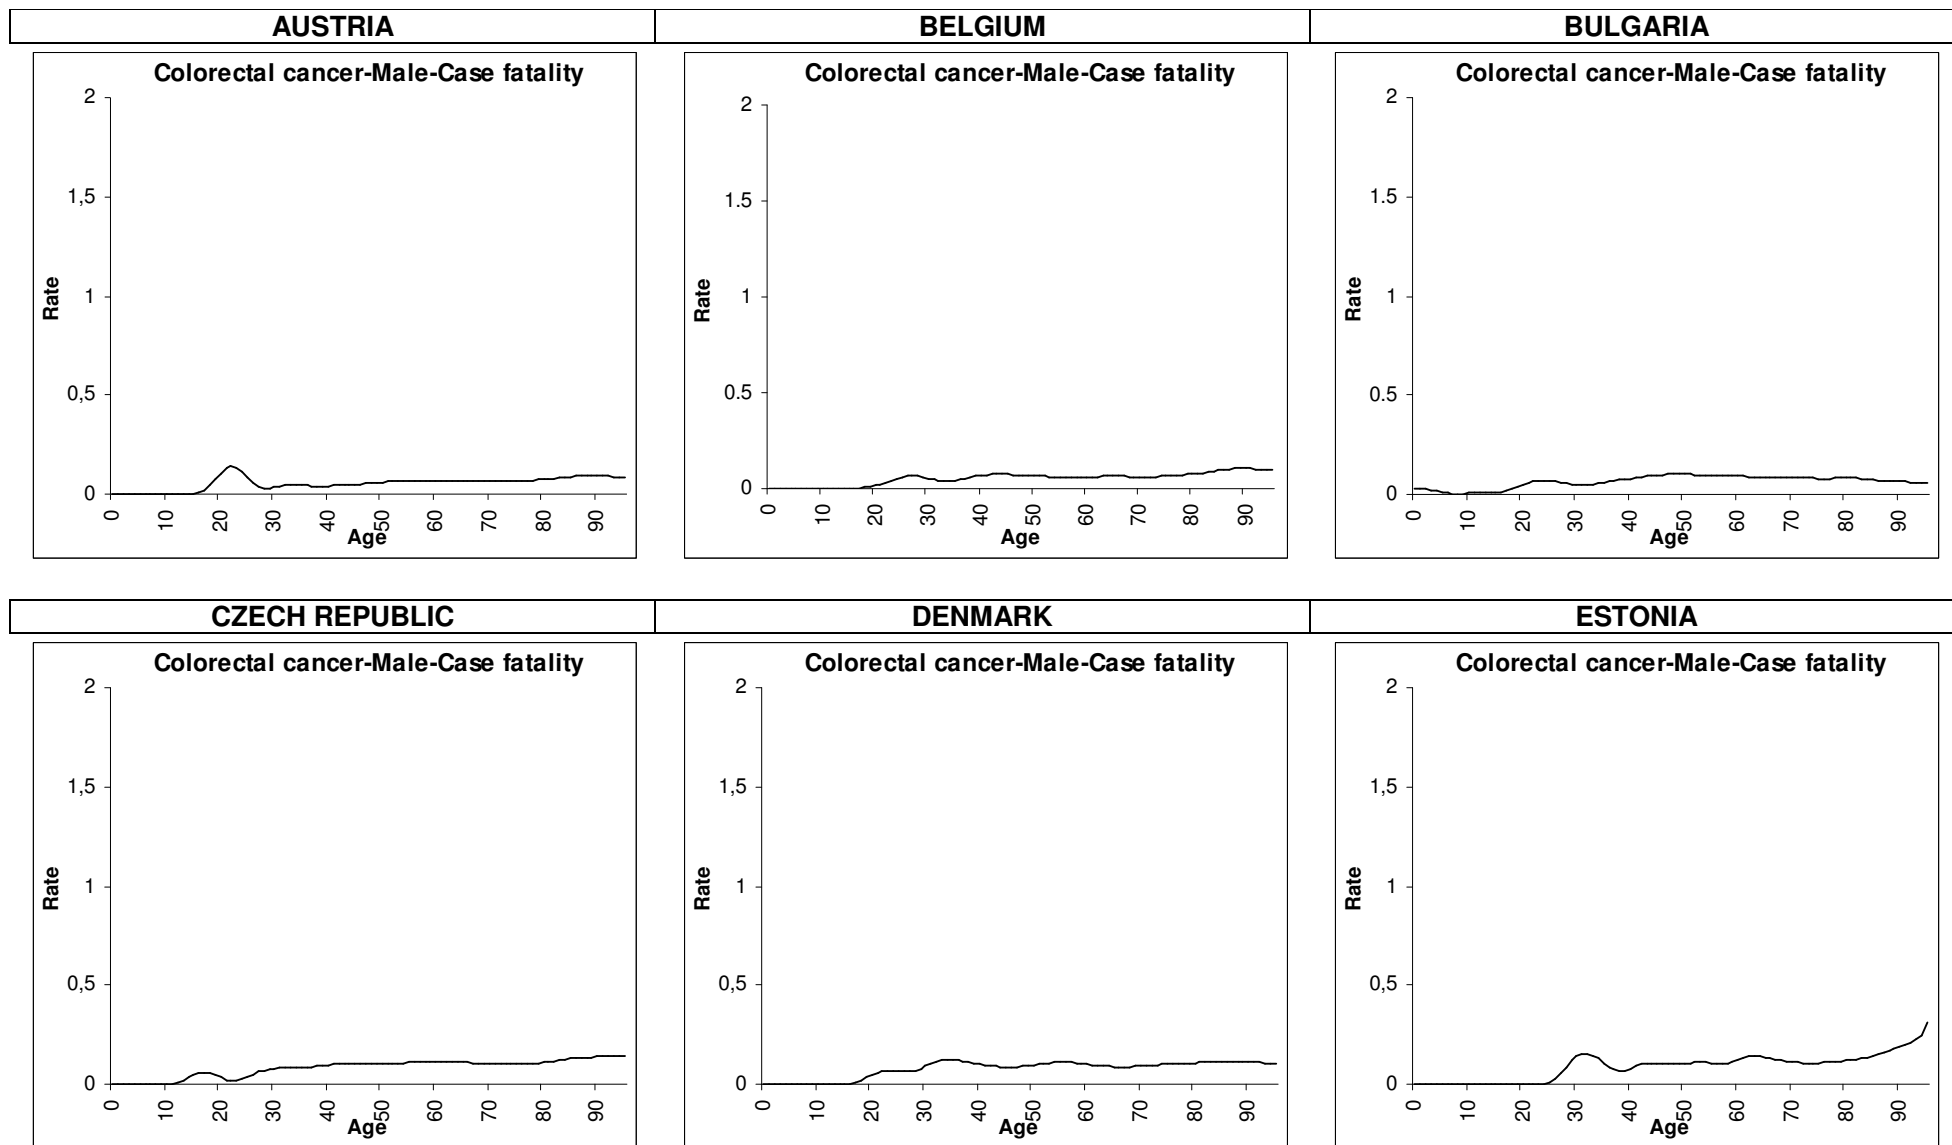 AUSTRIA BELGIUM BULGARIA
Colorectal cancer-Male-Case fatality
2
1,5
1
0,5
0
Rate
0 10 20 30 40 50 60 70 80 90
Age
Colorectal cancer-Male-Case fatality
2
1.5
1
0.5
0
Rate
0 10 20 30 40 50 60 70 80 90
Age
Colorectal cancer-Male-Case fatality
2
1.5
1
0.5
0
Rate
0 10 20 30 40 50 60 70 80 90
Age
CZECH REPUBLIC DENMARK ESTONIA
Colorectal cancer-Male-Case fatality
2
1,5
1
0,5
0
Rate
0 10 20 30 40 50 60 70 80 90
Age
Colorectal cancer-Male-Case fatality
2
1,5
1
0,5
0
Rate
0 10 20 30 40 50 60 70 80 90
Age
Colorectal cancer-Male-Case fatality
2
1,5
1
0,5
0
Rate
0 10 20 30 40 50 60 70 80 90
Age